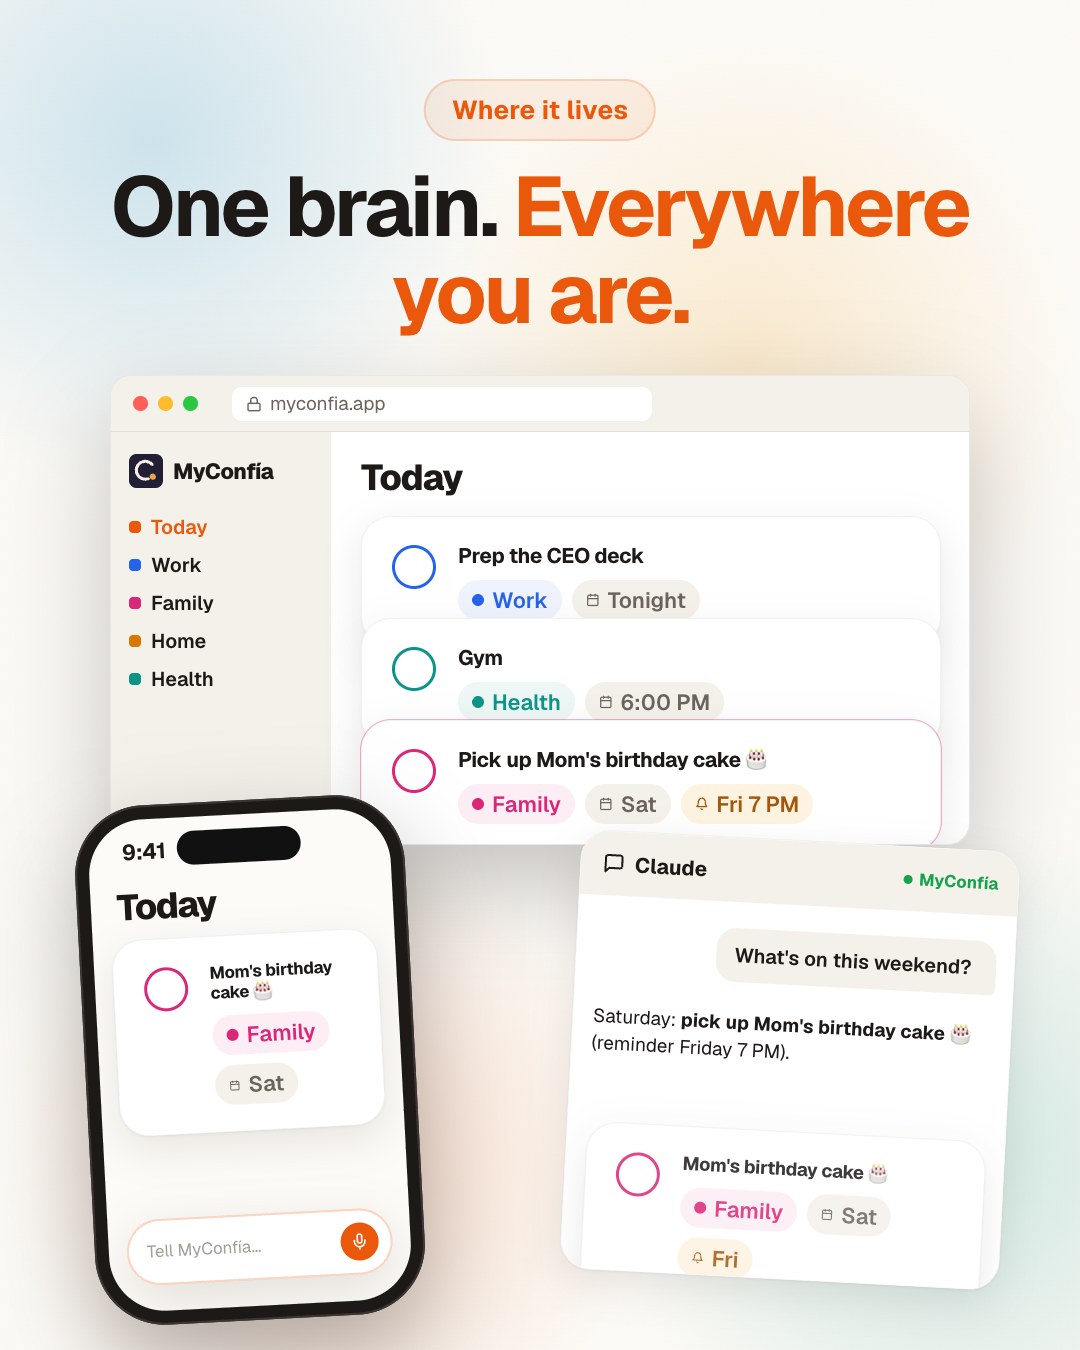 Where it lives
One brain. Everywhere
you are.
myconfia.app
MyConfía
Today
Work
Family
Home
Health
Today
Prep the CEO deck
Work
Tonight
Gym
Health
6:00 PM
Pick up Mom's birthday cake 🎂
Family
Sat
Fri 7 PM
9:41
Today
Mom's birthday
cake 🎂
Family
Sat
Tell MyConfía...
Claude
MyConfía
What's on this weekend?
Saturday: pick up Mom's birthday cake 🎂
(reminder Friday 7 PM).
Mom's birthday cake 🎂
Family
Sat
Fri